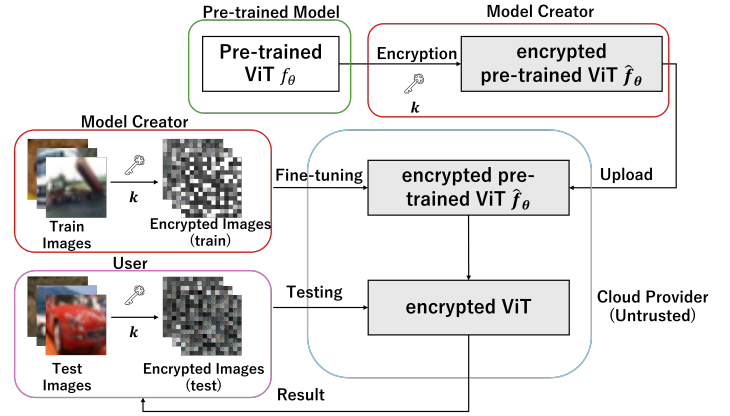 Pre-trained Model
Model Creator
Pre-trained
ViT fθ
Encryption
k
encrypted
pre-trained ViT f̂θ
Model Creator
k
Train
Images
Encrypted Images
(train)
Fine-tuning
encrypted pre-
trained ViT f̂θ
Upload
User
k
Test
Images
Encrypted Images
(test)
Testing
encrypted ViT
Cloud Provider
(Untrusted)
Result